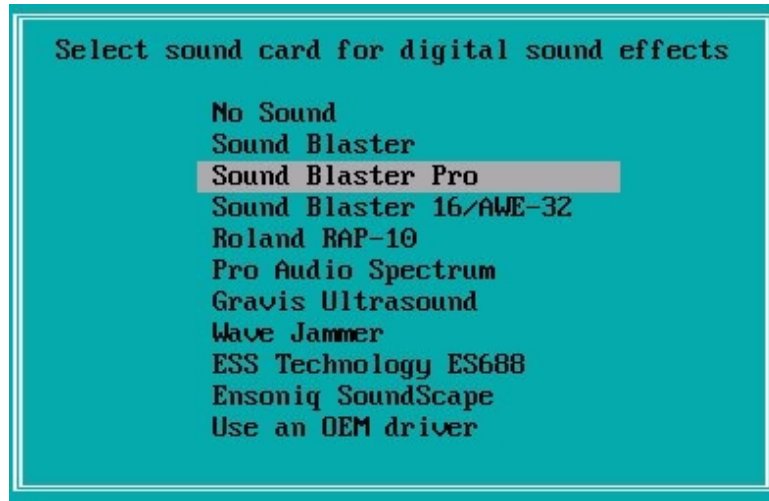 Select sound card for digital sound effects
No Sound
Sound Blaster
Sound Blaster Pro
Sound Blaster 16/AWE-32
Roland RAP-10
Pro Audio Spectrum
Gravis Ultrasound
Wave Jammer
ESS Technology ES688
Ensoniq SoundScape
Use an OEM driver